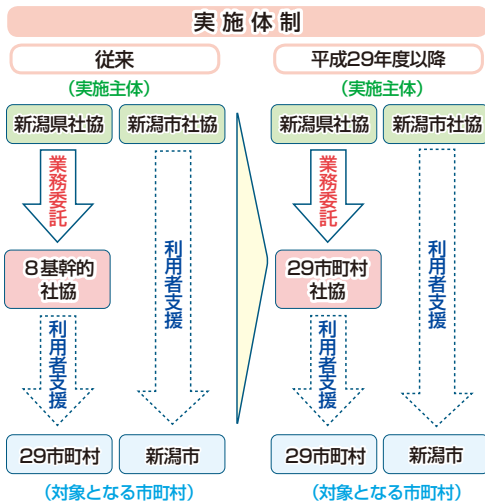 実施体制
従来
(実施主体)
新潟県社協
新潟市社協
業務委託
8基幹的
社協
利用者支援
利用者支援
29市町村
新潟市
(対象となる市町村)
平成29年度以降
(実施主体)
新潟県社協
新潟市社協
業務委託
29市町村
社協
利用者支援
利用者支援
29市町村
新潟市
(対象となる市町村)